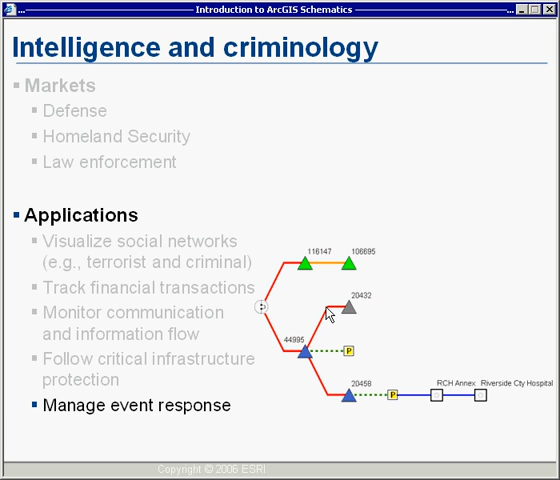 Introduction to ArcGIS Schematics
Intelligence and criminology
Markets
Defense
Homeland Security
Law enforcement
Applications
Visualize social networks
(e.g., terrorist and criminal)
Track financial transactions
Monitor communication
and information flow
Follow critical infrastructure
protection
Manage event response
116147
106695
20432
44995
P
20458
P
RCH Annex
Riverside Cty Hospital
Copyright © 2006 ESRI